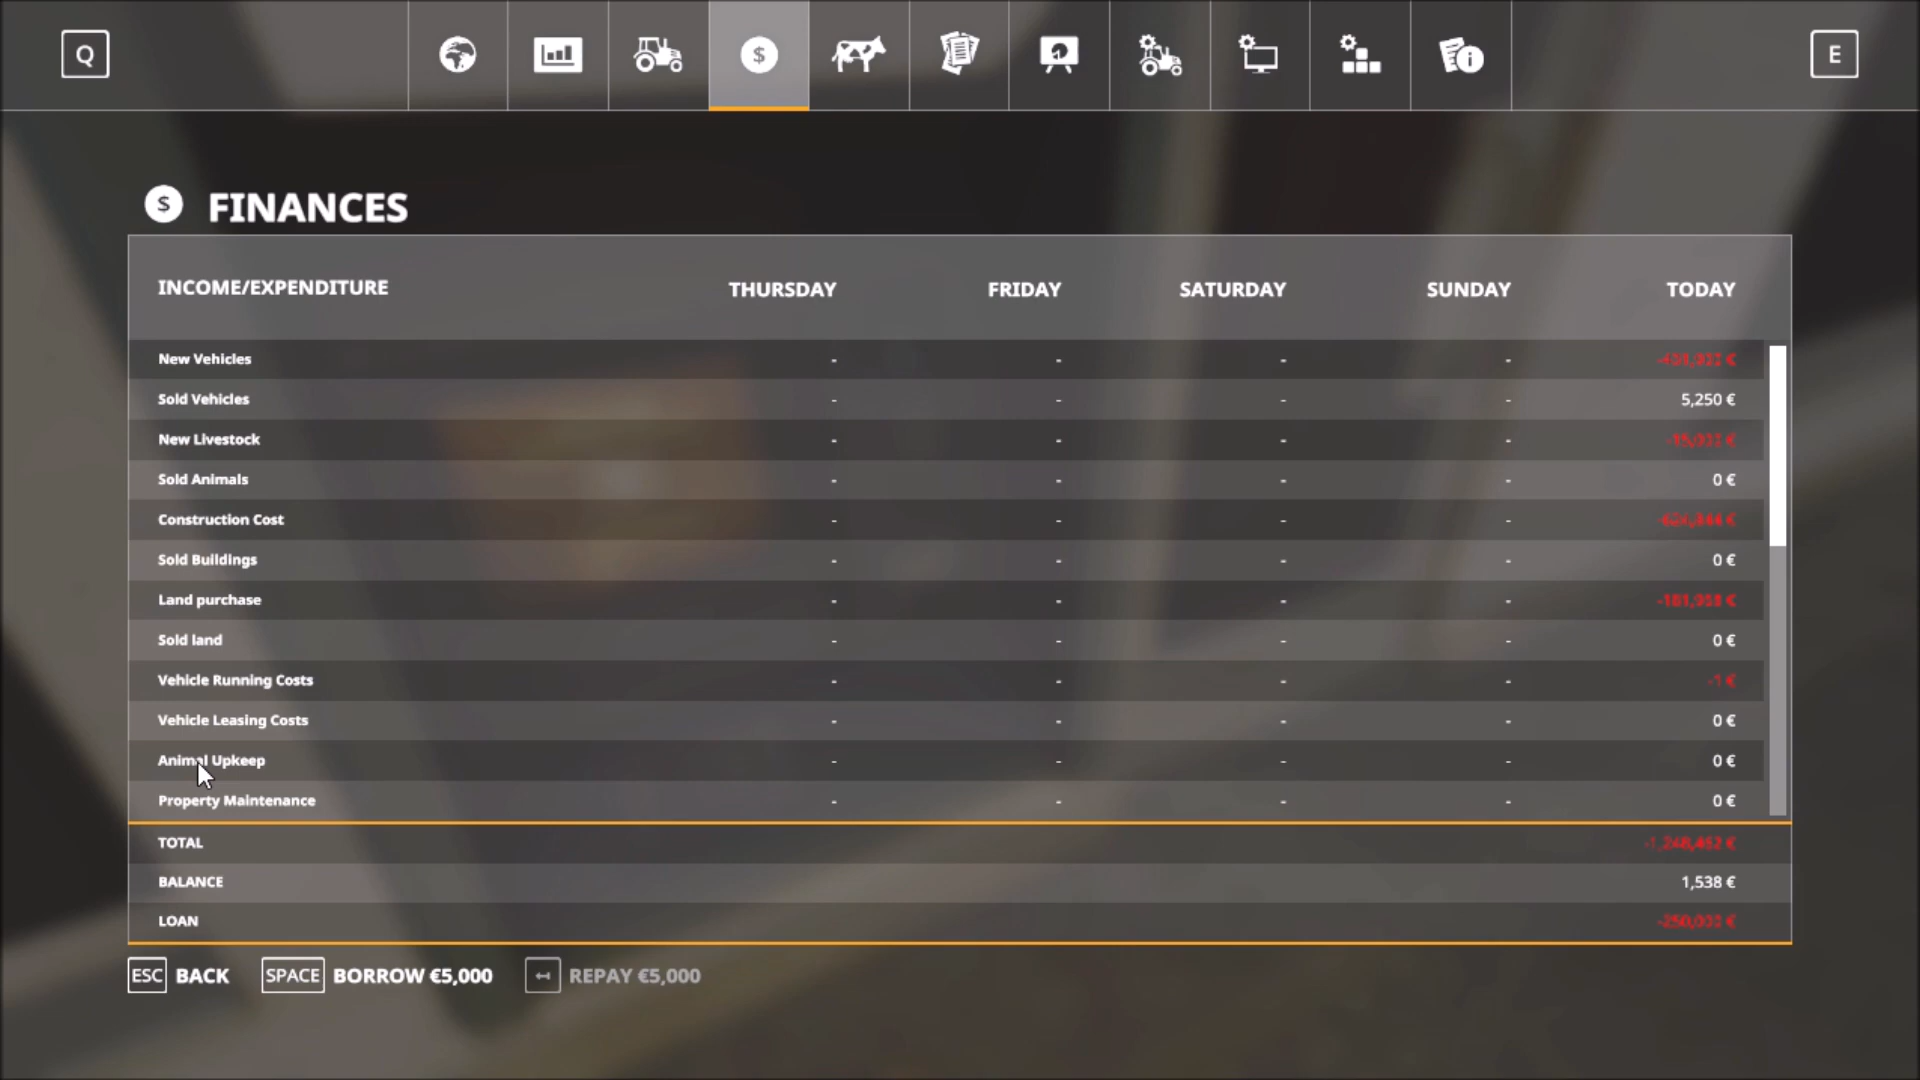 Q
E
FINANCES
INCOME/EXPENDITURE THURSDAY FRIDAY SATURDAY SUNDAY TODAY
New Vehicles - - - -
Sold Vehicles - - - - 5,250 €
New Livestock - - - -
Sold Animals - - - - 0 €
Construction Cost - - - -
Sold Buildings - - - - 0 €
Land purchase - - - -
Sold land - - - - 0 €
Vehicle Running Costs - - - - -1 €
Vehicle Leasing Costs - - - - 0 €
Animal Upkeep - - - - 0 €
Property Maintenance - - - - 0 €
TOTAL
BALANCE 1,538 €
LOAN
ESC BACK SPACE BORROW €5,000 REPAY €5,000